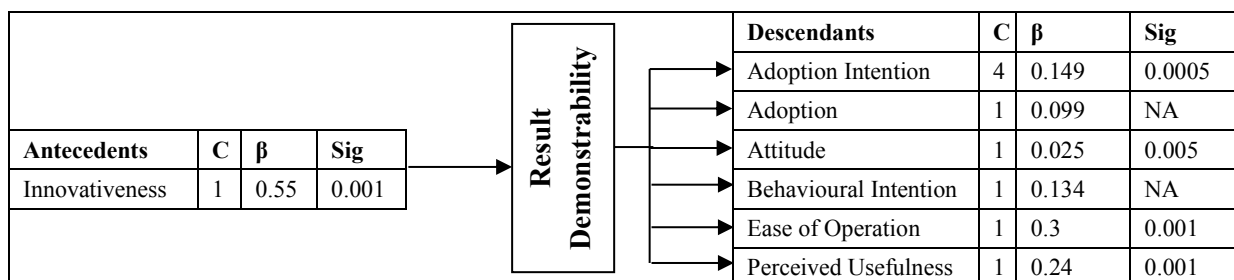 Antecedents C β Sig
Innovativeness 1 0.55 0.001
Result
Demonstrability
Descendants C β Sig
Adoption Intention 4 0.149 0.0005
Adoption 1 0.099 NA
Attitude 1 0.025 0.005
Behavioural Intention 1 0.134 NA
Ease of Operation 1 0.3 0.001
Perceived Usefulness 1 0.24 0.001